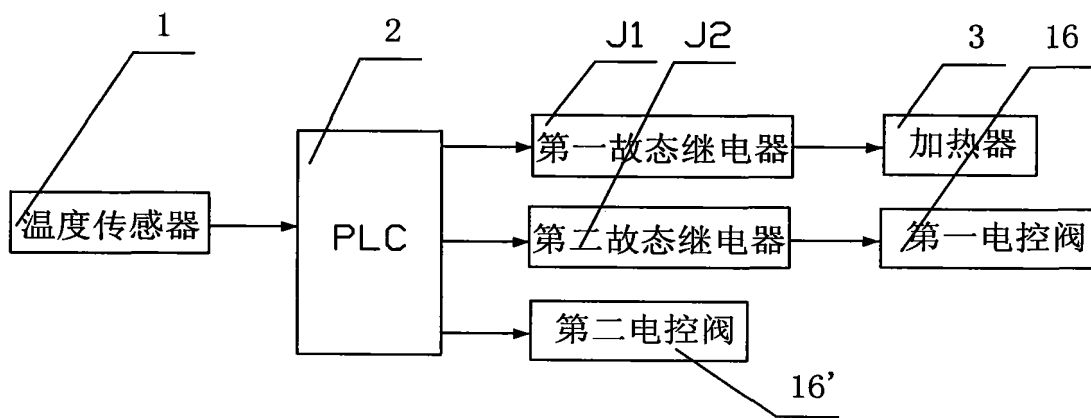 1
2
J1
J2
3
16
第一故态继电器
加热器
温度传感器
PLC
第二故态继电器
第一电控阀
第二电控阀
16'